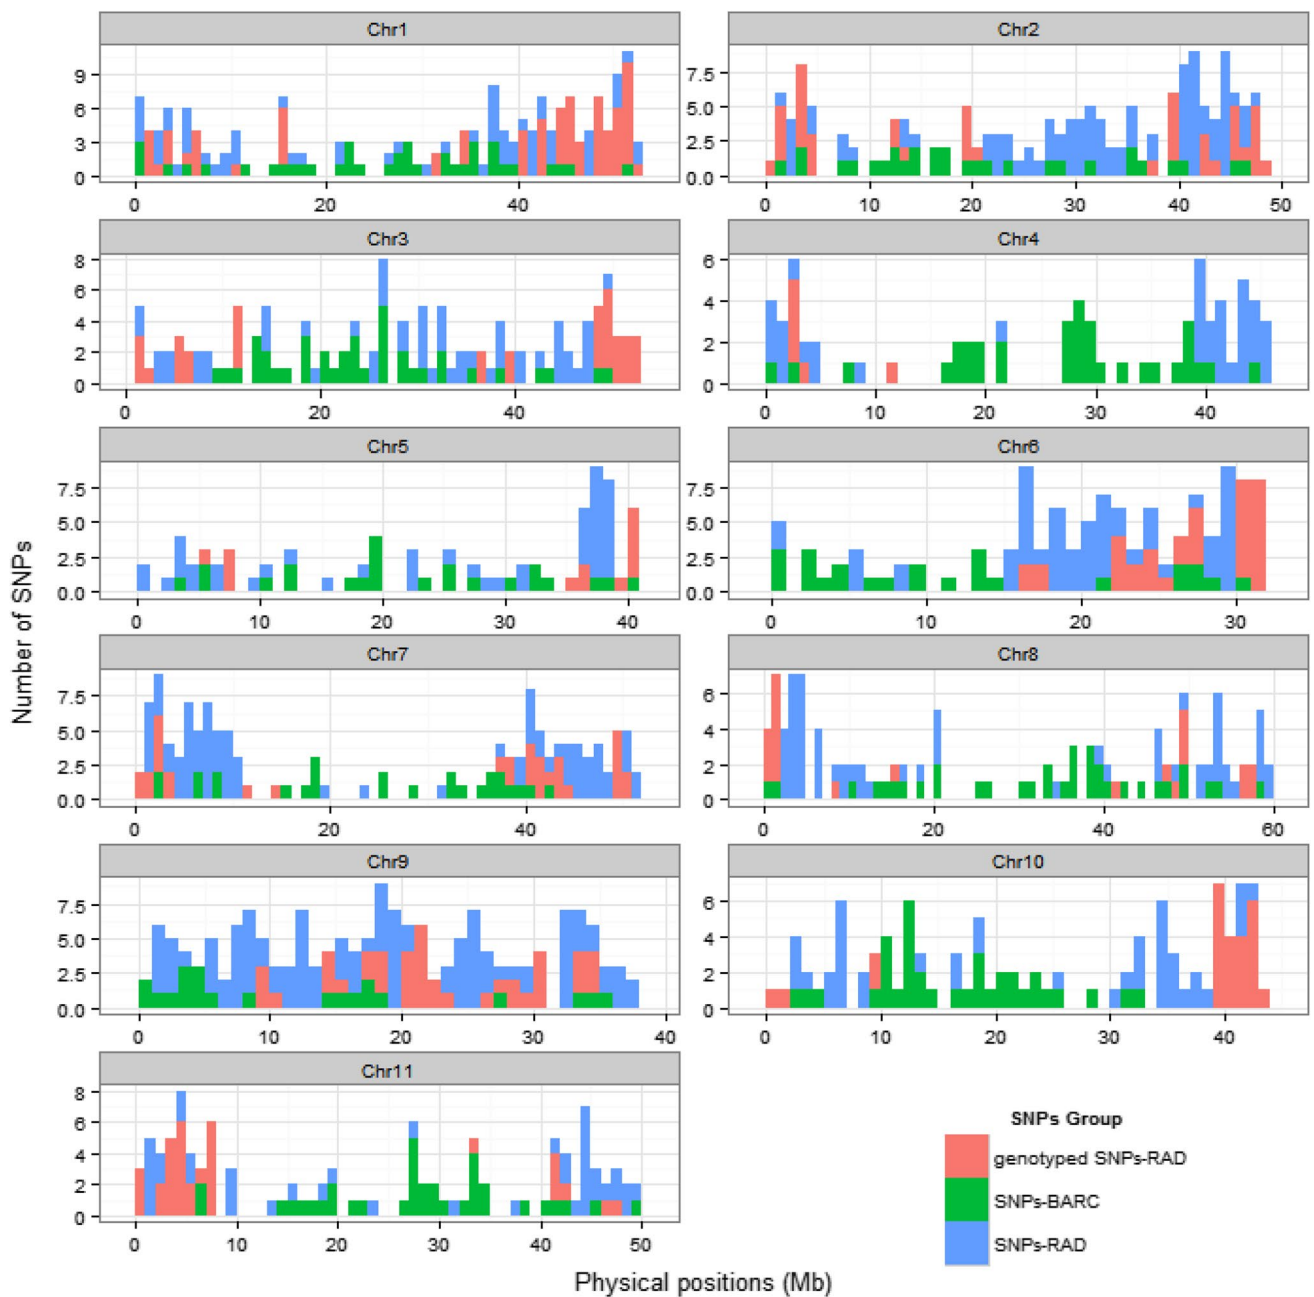 Chr1
9
6
3
0
0 20 40
Chr2
7.5
5.0
2.5
0.0
0 10 20 30 40 50
Chr3
8
6
4
2
0
0 20 40
Chr4
6
4
2
0
0 10 20 30 40
Chr5
7.5
5.0
2.5
0.0
0 10 20 30 40
Chr6
7.5
5.0
2.5
0.0
0 10 20 30
Chr7
7.5
5.0
2.5
0.0
0 20 40
Chr8
6
4
2
0
0 20 40 60
Chr9
7.5
5.0
2.5
0.0
0 10 20 30 40
Chr10
6
4
2
0
0 10 20 30 40
Chr11
8
6
4
2
0
0 10 20 30 40 50
Number of SNPs
Physical positions (Mb)
SNPs Group
genotyped SNPs-RAD
SNPs-BARC
SNPs-RAD